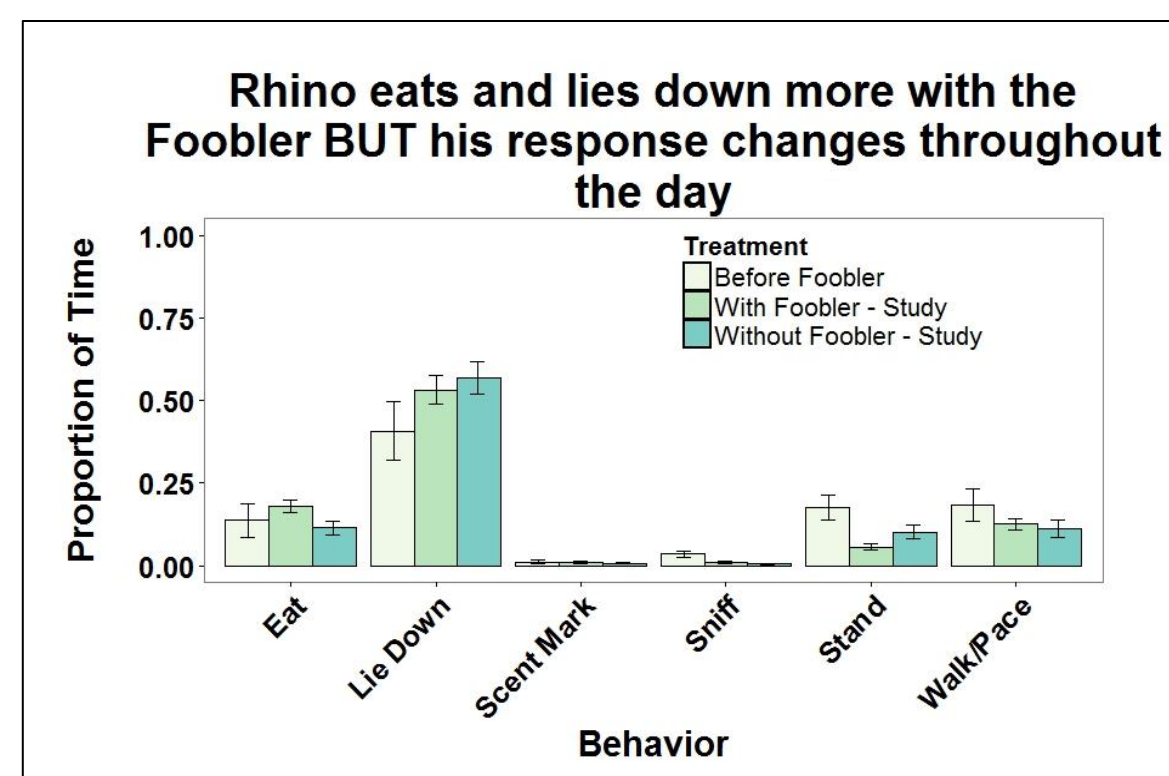 Rhino eats and lies down more with the
Foobler BUT his response changes throughout
the day
Proportion of Time
1.00
0.75
0.50
0.25
0.00
Treatment
Before Foobler
With Foobler - Study
Without Foobler - Study
Eat
Lie Down
Scent Mark
Sniff
Stand
Walk/Pace
Behavior